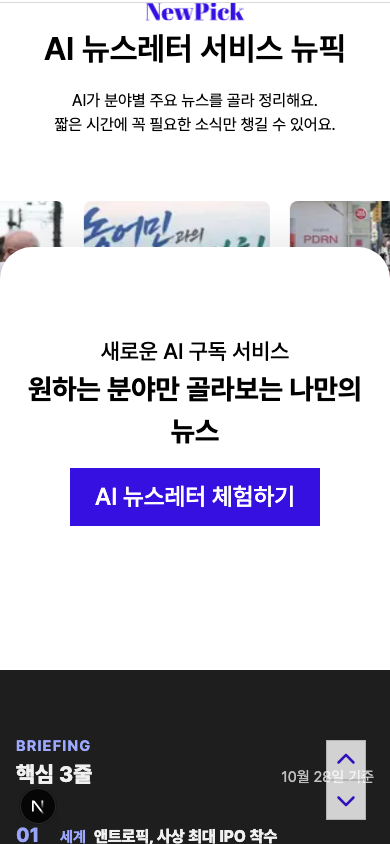 NewPick
AI 뉴스레터 서비스 뉴픽
AI가 분야별 주요 뉴스를 골라 정리해요.
짧은 시간에 꼭 필요한 소식만 챙길 수 있어요.
동어민과의
PDRN
새로운 AI 구독 서비스
원하는 분야만 골라보는 나만의
뉴스
AI 뉴스레터 체험하기
BRIEFING
핵심 3줄
10월 28일 기준
N
01 세계 앤트로픽, 사상 최대 IPO 착수